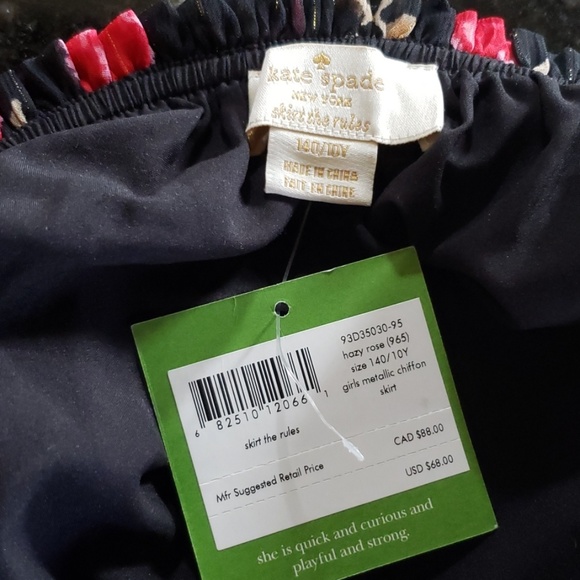 kate spade
NEW YORK
skirt the rules
140/10Y
MADE IN CHINA
FAIT EN CHINE
93D35030-95
hazy rose (965)
size 140/10Y
girls metallic chiffon
skirt
6 82510 12066 1
skirt the rules
CAD $88.00
Mfr Suggested Retail Price
USD $68.00
she is quick and curious and
playful and strong.